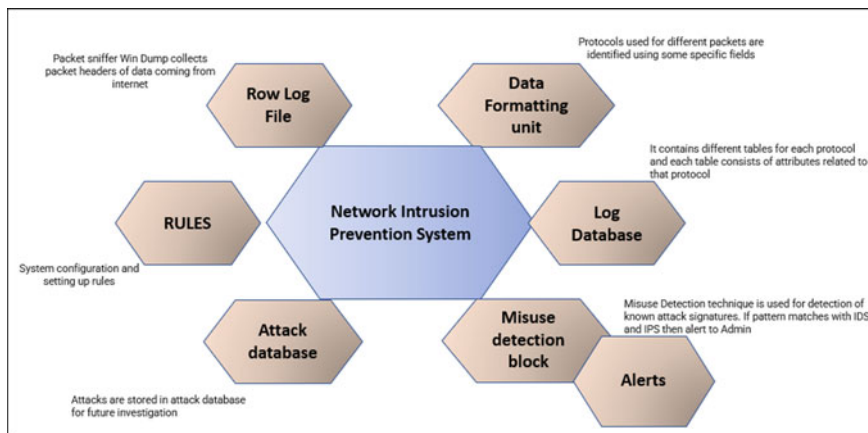 Packet sniffer Win Dump collects
packet headers of data coming from
internet
Row Log
File
Protocols used for different packets are
identified using some specific fields
Data
Formatting
unit
It contains different tables for each protocol
and each table consists of attributes related to
that protocol
RULES
Network Intrusion
Prevention System
Log
Database
System configuration and
setting up rules
Attack
database
Misuse
detection
block
Misuse Detection technique is used for detection of
known attack signatures. If pattern matches with IDS
and IPS then alert to Admin
Alerts
Attacks are stored in attack database
for future investigation